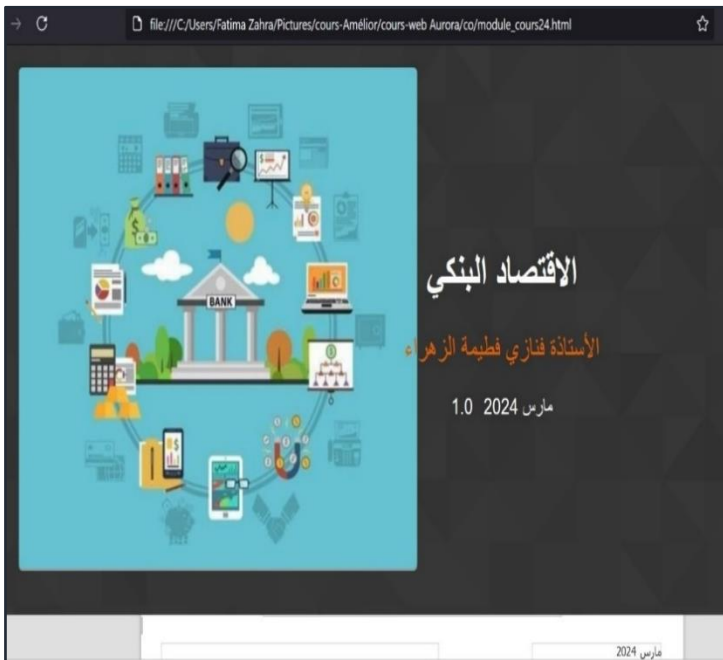 file:///C:/Users/Fatima Zahra/Pictures/cours-Amélior/cours-web Aurora/co/module_cours24.html
BANK
الاقتصاد البنكي
الأستاذة فنازي فطيمة الزهراء
مارس 2024 1.0
مارس 2024